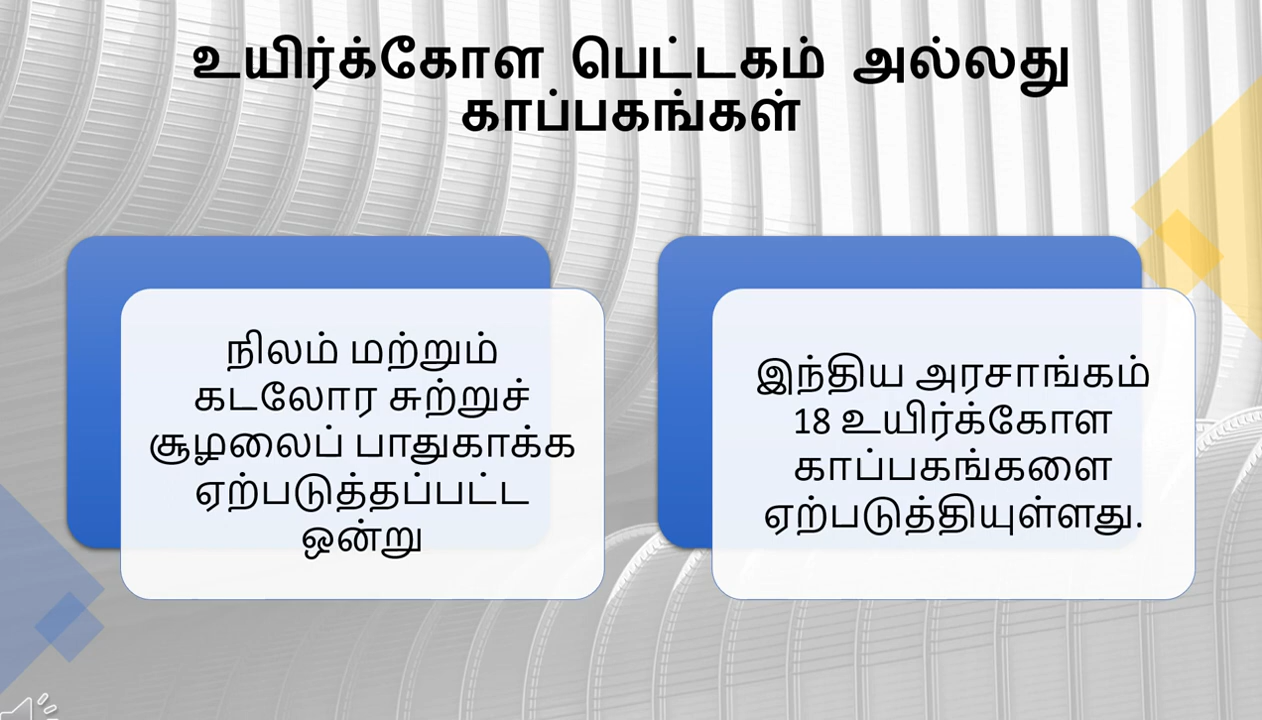 உயிர்க்கோள பெட்டகம் அல்லது
காப்பகங்கள்
நிலம் மற்றும்
கடலோர சுற்றுச்
சூழலைப் பாதுகாக்க
ஏற்படுத்தப்பட்ட
ஒன்று
இந்திய அரசாங்கம்
18 உயிர்க்கோள
காப்பகங்களை
ஏற்படுத்தியுள்ளது.